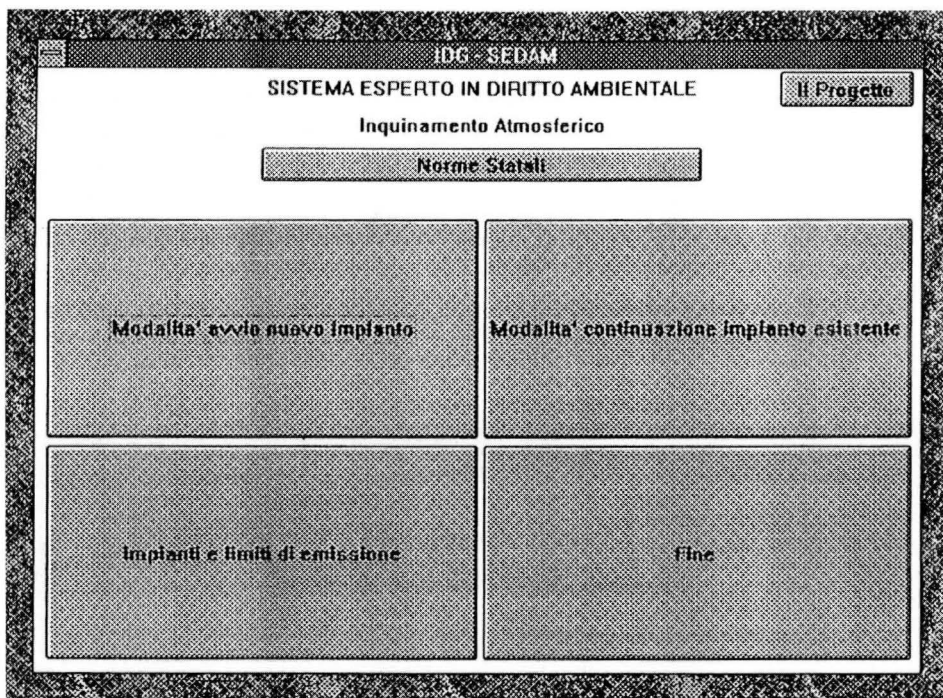 IDG - SEDAM
SISTEMA ESPERTO IN DIRITTO AMBIENTALE
Il Progetto
Inquinamento Atmosferico
Norme Statali
Modalita' avvio nuovo impianto
Modalita' continuazione impianto esistente
Impianti e limiti di emissione
Fine